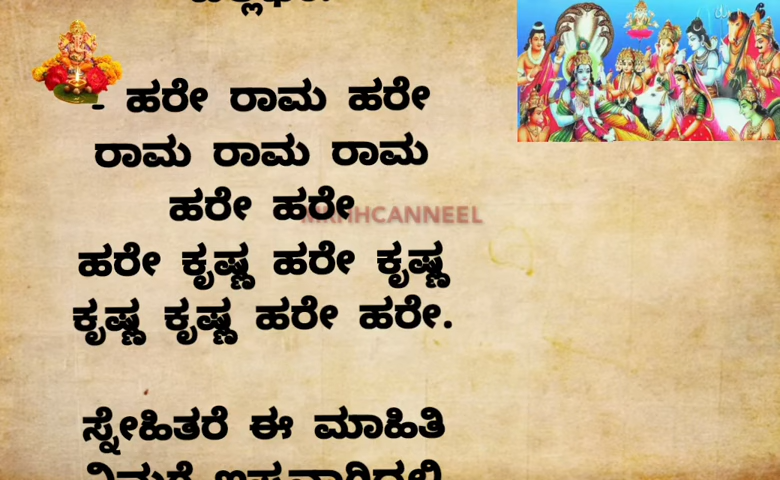 - ಹರೇ ರಾಮ ಹರೇ
ರಾಮ ರಾಮ ರಾಮ
ಹರೇ ಹರೇ
ಹರೇ ಕೃಷ್ಣ ಹರೇ ಕೃಷ್ಣ
ಕೃಷ್ಣ ಕೃಷ್ಣ ಹರೇ ಹರೇ.
ಸ್ನೇಹಿತರೆ ಈ ಮಾಹಿತಿ